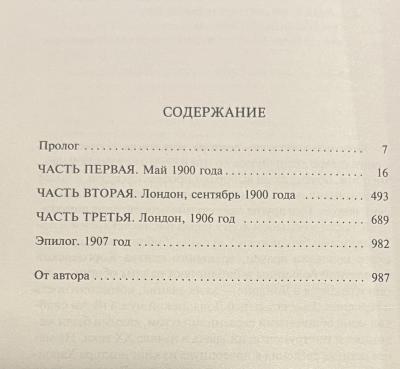 СОДЕРЖАНИЕ
Пролог ........................................ 7
ЧАСТЬ ПЕРВАЯ. Май 1900 года ..................... 16
ЧАСТЬ ВТОРАЯ. Лондон, сентябрь 1900 года .......... 493
ЧАСТЬ ТРЕТЬЯ. Лондон, 1906 год ................... 689
Эпилог. 1907 год ................................ 982
От автора ...................................... 987